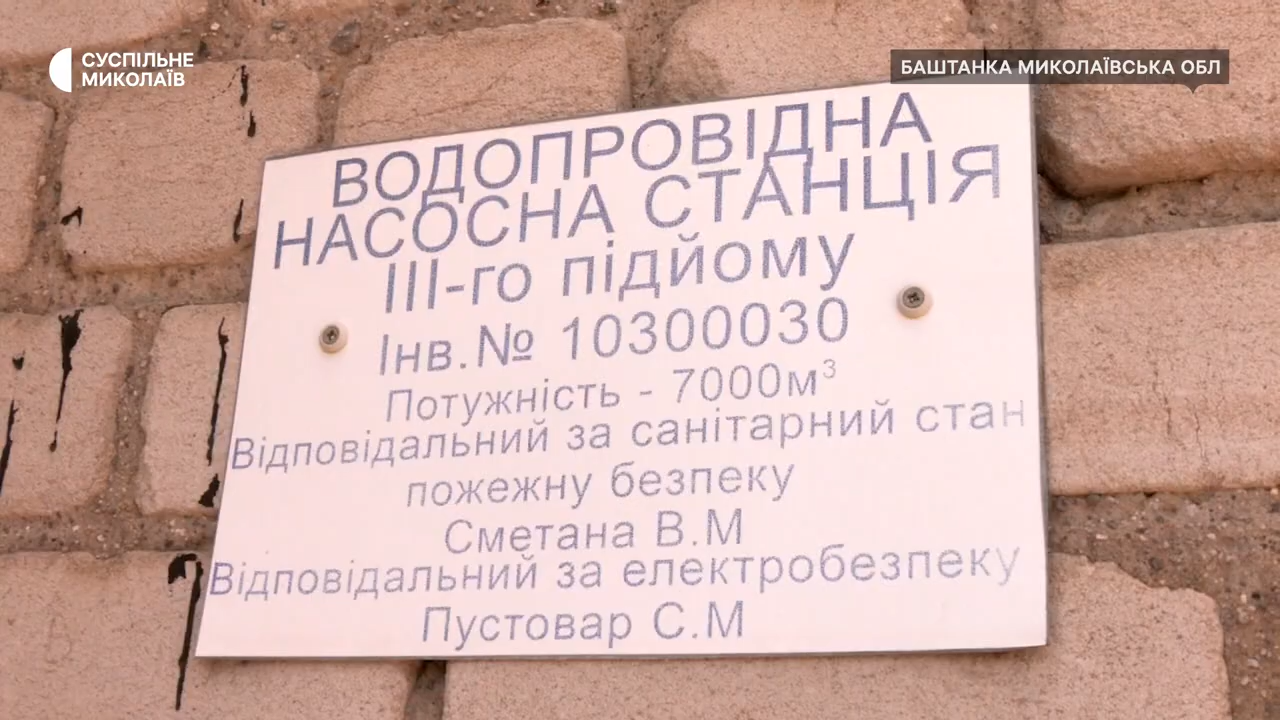 СУСПІЛЬНЕ
МИКОЛАЇВ
БАШТАНКА МИКОЛАЇВСЬКА ОБЛ
ВОДОПРОВІДНА
НАСОСНА СТАНЦІЯ
ІІІ-го підйому
Інв.№ 10300030
Потужність - 7000м³
Відповідальний за санітарний стан
пожежну безпеку
Сметана В.М
Відповідальний за електробезпеку
Пустовар С.М